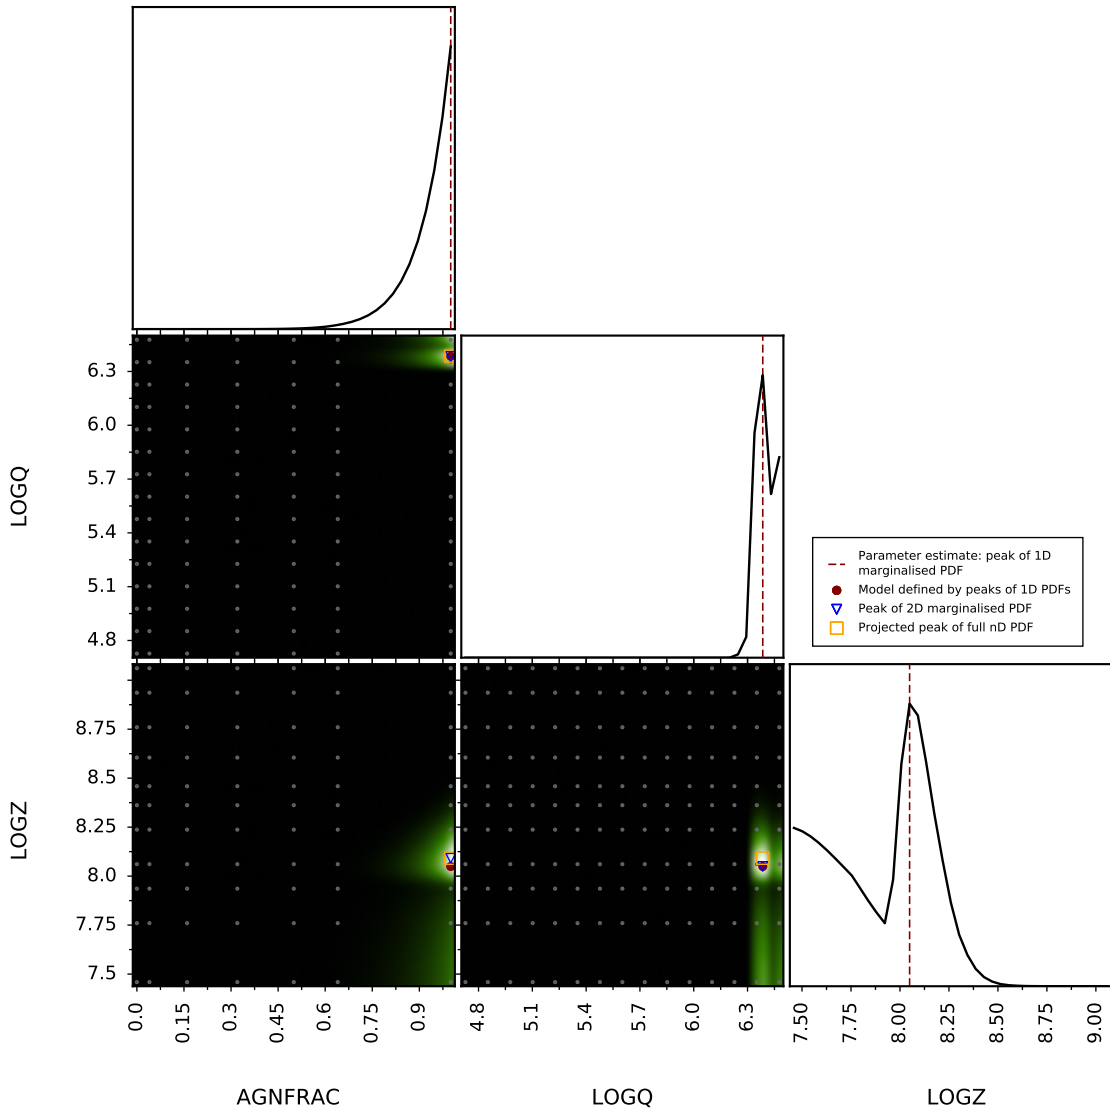 LOGQ
6.3
6.0
5.7
5.4
5.1
4.8
Parameter estimate: peak of 1D
marginalised PDF
Model defined by peaks of 1D PDFs
Peak of 2D marginalised PDF
Projected peak of full nD PDF
LOGZ
8.75
8.5
8.25
8.0
7.75
7.5
0.0 0.15 0.3 0.45 0.6 0.75 0.9
4.8 5.1 5.4 5.7 6.0 6.3
7.50 7.75 8.00 8.25 8.50 8.75 9.00
AGNFRAC LOGQ LOGZ